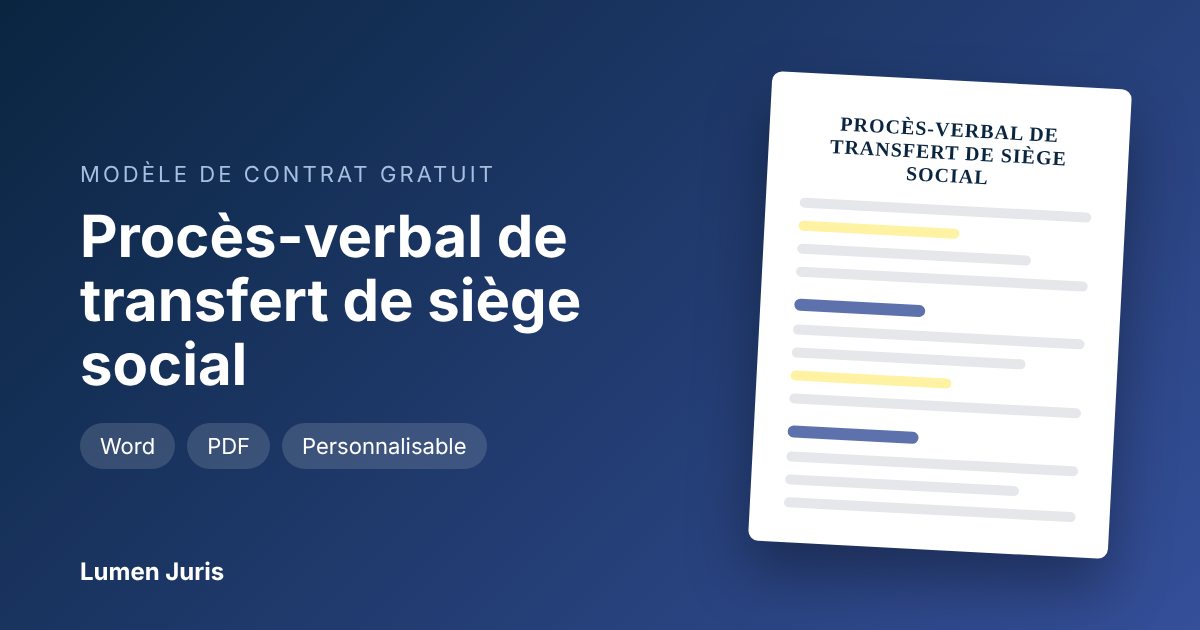 MODÈLE DE CONTRAT GRATUIT
Procès-verbal de
transfert de siège
social
Word
PDF
Personnalisable
Lumen Juris
PROCÈS-VERBAL DE
TRANSFERT DE SIÈGE
SOCIAL